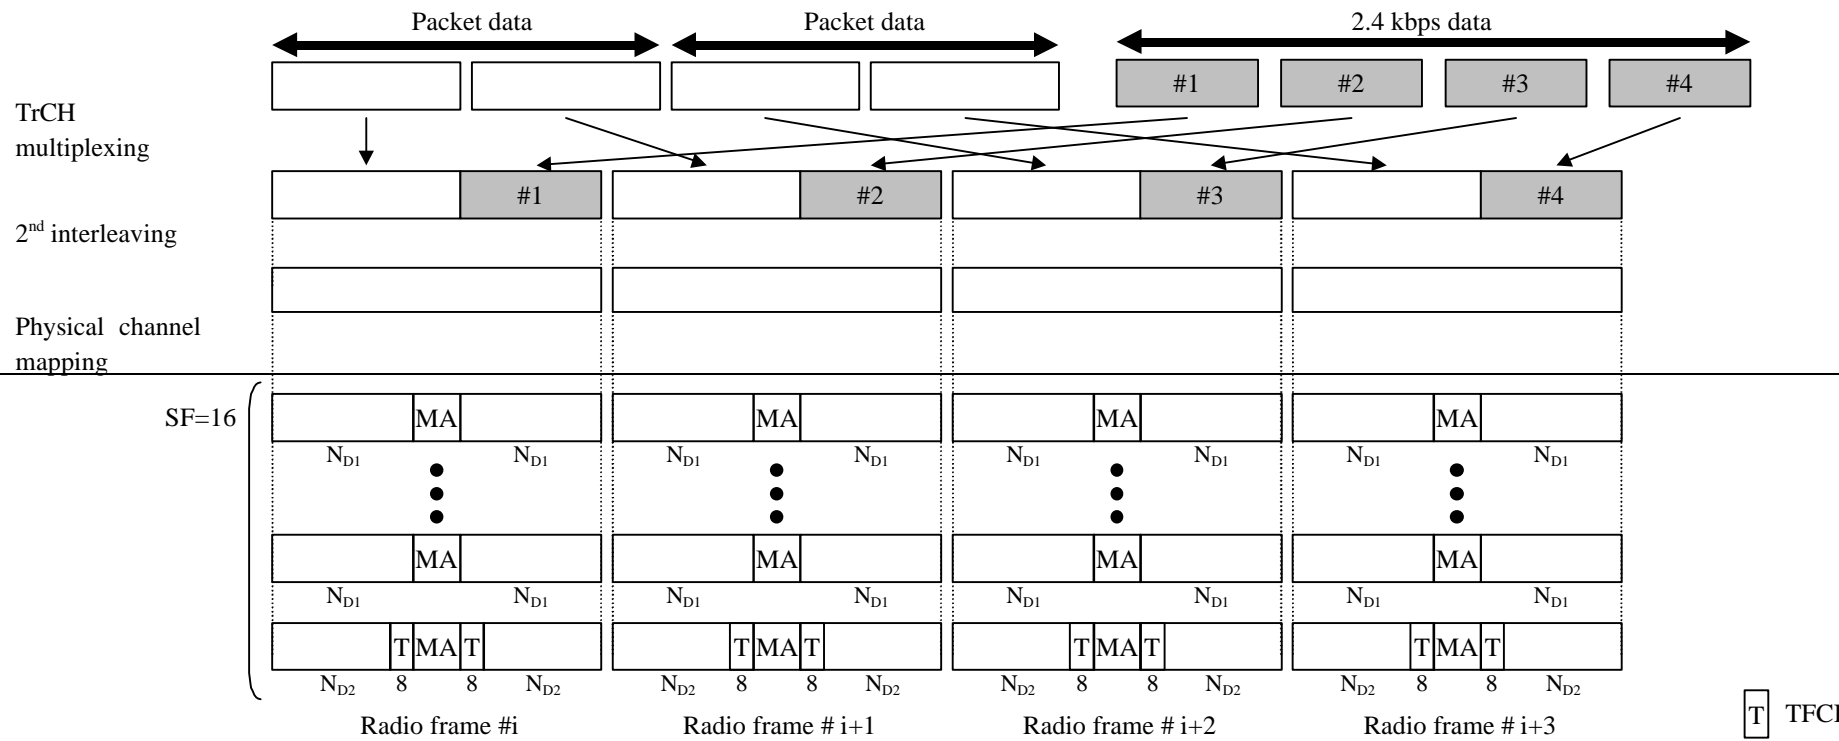 Packet data Packet data 2.4 kbps data
#1 #2 #3 #4
TrCH
multiplexing
#1 #2 #3 #4
2nd interleaving
Physical channel
mapping
SF=16 MA MA MA MA
ND1 ND1 ND1 ND1 ND1 ND1 ND1 ND1
MA MA MA MA
ND1 ND1 ND1 ND1 ND1 ND1 ND1 ND1
T MA T T MA T T MA T T MA T
ND2 8 8 ND2 ND2 8 8 ND2 ND2 8 8 ND2 ND2 8 8 ND2
Radio frame #i Radio frame # i+1 Radio frame # i+2 Radio frame # i+3
T TFCI